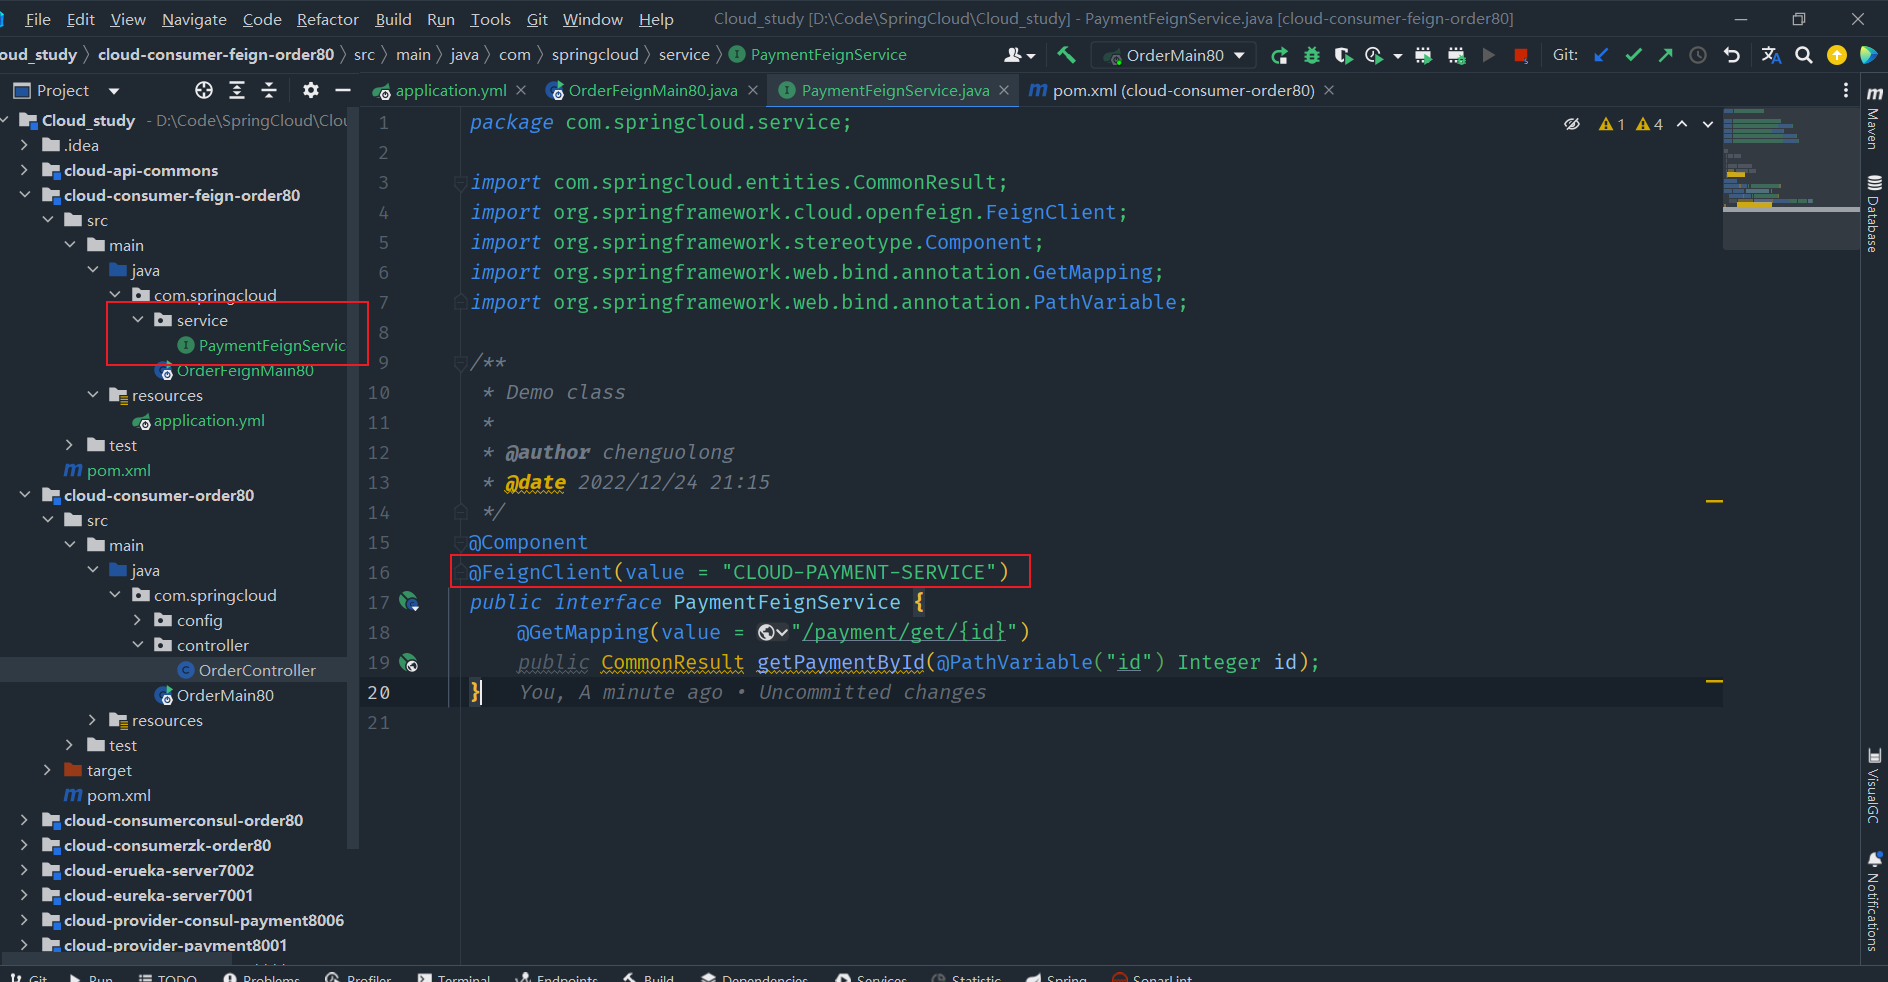 File Edit View Navigate Code Refactor Build Run Tools Git Window Help Cloud_study [D:\Code\SpringCloud\Cloud_study] - PaymentFeignService.java [cloud-consumer-feign-order80]
oud_study cloud-consumer-feign-order80 src main java com springcloud service PaymentFeignService OrderMain80 Git:
Project application.yml OrderFeignMain80.java PaymentFeignService.java pom.xml (cloud-consumer-order80)
Cloud_study - D:\Code\SpringCloud\Clou
.idea
cloud-api-commons
cloud-consumer-feign-order80
src
main
java
com.springcloud
service
PaymentFeignServic
OrderFeignMain80
resources
application.yml
test
pom.xml
cloud-consumer-order80
src
main
java
com.springcloud
config
controller
OrderController
OrderMain80
resources
test
target
pom.xml
cloud-consumerconsul-order80
cloud-consumerzk-order80
cloud-erueka-server7002
cloud-eureka-server7001
cloud-provider-consul-payment8006
cloud-provider-payment8001
1 package com.springcloud.service;
2
3 import com.springcloud.entities.CommonResult;
4 import org.springframework.cloud.openfeign.FeignClient;
5 import org.springframework.stereotype.Component;
6 import org.springframework.web.bind.annotation.GetMapping;
7 import org.springframework.web.bind.annotation.PathVariable;
8
9 /**
10 * Demo class
11 *
12 * @author chenguolong
13 * @date 2022/12/24 21:15
14 */
15 @Component
16 @FeignClient(value = "CLOUD-PAYMENT-SERVICE")
17 public interface PaymentFeignService {
18 @GetMapping(value = "/payment/get/{id}")
19 public CommonResult getPaymentById(@PathVariable("id") Integer id);
20 } You, A minute ago • Uncommitted changes
21
1 4
Maven
Database
VisualGC
Notifications
Git Run TODO Problems Profiler Terminal Endpoints Build Dependencies Services Statistic Spring SonarLint